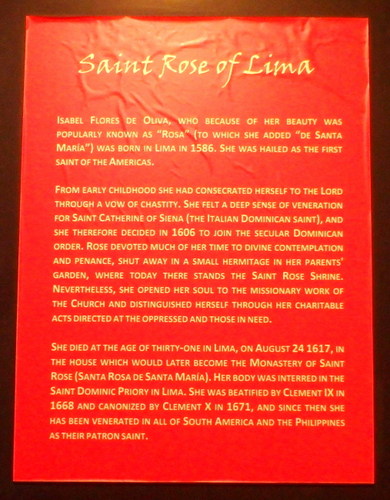 Saint Rose of Lima
ISABEL FLORES DE OLIVA, WHO BECAUSE OF HER BEAUTY WAS
POPULARLY KNOWN AS "ROSA" (TO WHICH SHE ADDED "DE SANTA
MARÍA") WAS BORN IN LIMA IN 1586. SHE WAS HAILED AS THE FIRST
SAINT OF THE AMERICAS.
FROM EARLY CHILDHOOD SHE HAD CONSECRATED HERSELF TO THE LORD
THROUGH A VOW OF CHASTITY. SHE FELT A DEEP SENSE OF VENERATION
FOR SAINT CATHERINE OF SIENA (THE ITALIAN DOMINICAN SAINT), AND
SHE THEREFORE DECIDED IN 1606 TO JOIN THE SECULAR DOMINICAN
ORDER. ROSE DEVOTED MUCH OF HER TIME TO DIVINE CONTEMPLATION
AND PENANCE, SHUT AWAY IN A SMALL HERMITAGE IN HER PARENTS'
GARDEN, WHERE TODAY THERE STANDS THE SAINT ROSE SHRINE.
NEVERTHELESS, SHE OPENED HER SOUL TO THE MISSIONARY WORK OF
THE CHURCH AND DISTINGUISHED HERSELF THROUGH HER CHARITABLE
ACTS DIRECTED AT THE OPPRESSED AND THOSE IN NEED.
SHE DIED AT THE AGE OF THIRTY-ONE IN LIMA, ON AUGUST 24 1617, IN
THE HOUSE WHICH WOULD LATER BECOME THE MONASTERY OF SAINT
ROSE (SANTA ROSA DE SANTA MARÍA). HER BODY WAS INTERRED IN THE
SAINT DOMINIC PRIORY IN LIMA. SHE WAS BEATIFIED BY CLEMENT IX IN
1668 AND CANONIZED BY CLEMENT X IN 1671, AND SINCE THEN SHE
HAS BEEN VENERATED IN ALL OF SOUTH AMERICA AND THE PHILIPPINES
AS THEIR PATRON SAINT.